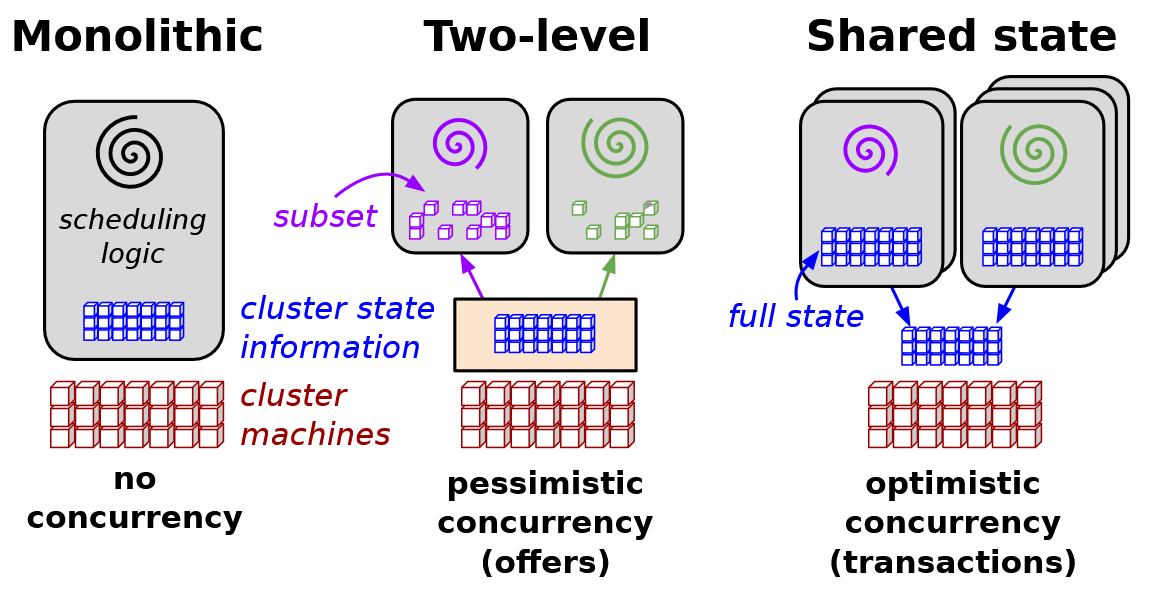 Monolithic
Two-level
Shared state
scheduling
logic
subset
cluster state
information
full state
cluster
machines
no
concurrency
pessimistic
concurrency
(offers)
optimistic
concurrency
(transactions)